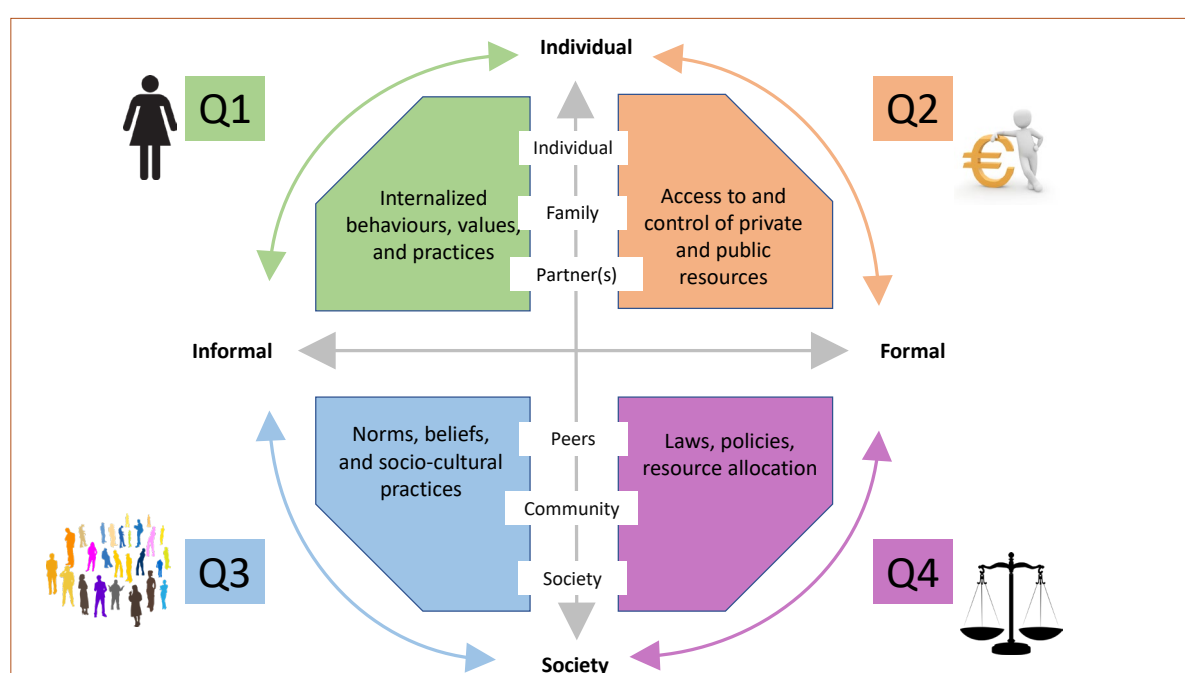 Individual
Q1
Q2
Individual
Family
Partner(s)
Internalized
behaviours, values,
and practices
Access to and
control of private
and public
resources
Informal
Formal
Norms, beliefs,
and socio-cultural
practices
Peers
Community
Society
Laws, policies,
resource allocation
Q3
Q4
Society